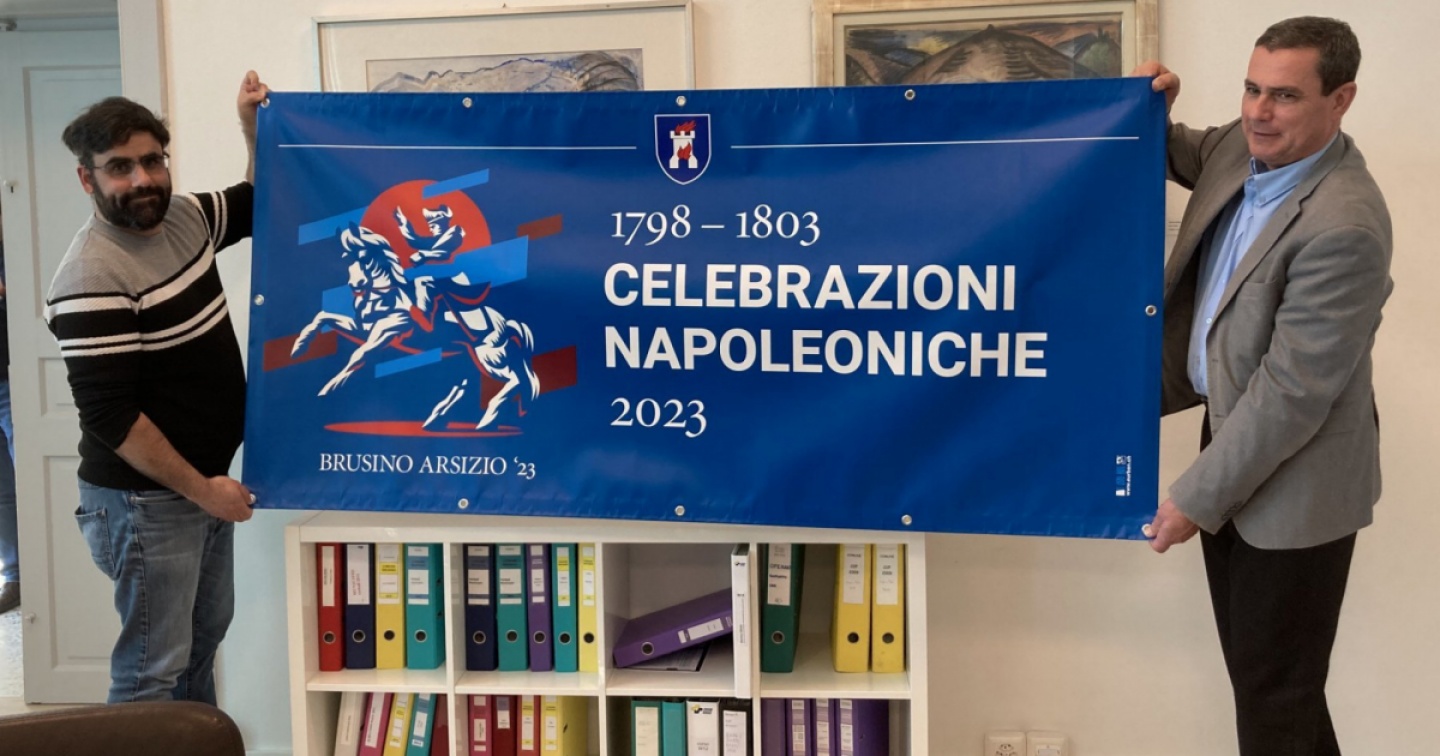 1798 – 1803
CELEBRAZIONI
NAPOLEONICHE
2023
BRUSINO ARSIZIO ‘23